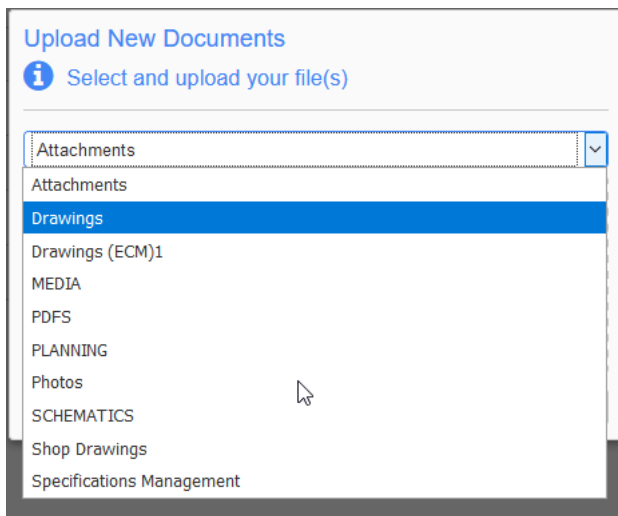 Upload New Documents
Select and upload your file(s)
Attachments
Attachments
Drawings
Drawings (ECM)1
MEDIA
PDFS
PLANNING
Photos
SCHEMATICS
Shop Drawings
Specifications Management